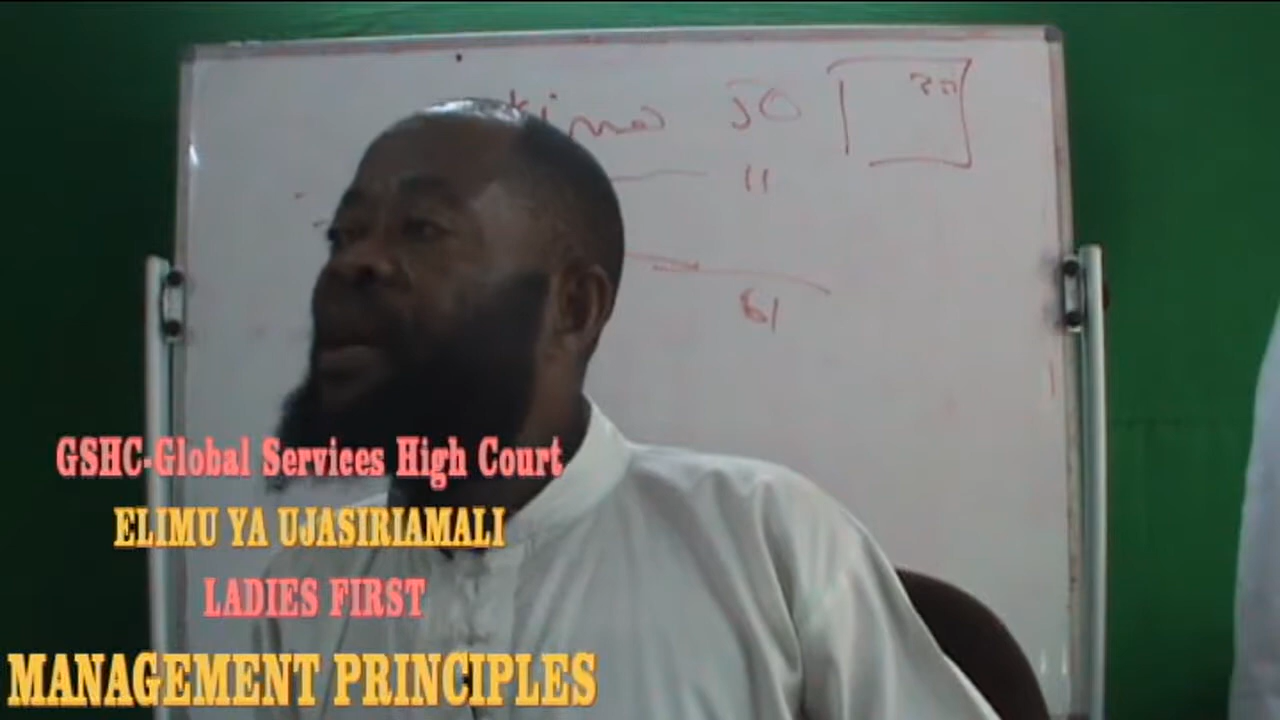 50
11
61
GSHC-Global Services High Court
ELIMU YA UJASIRIAMALI
LADIES FIRST
MANAGEMENT PRINCIPLES